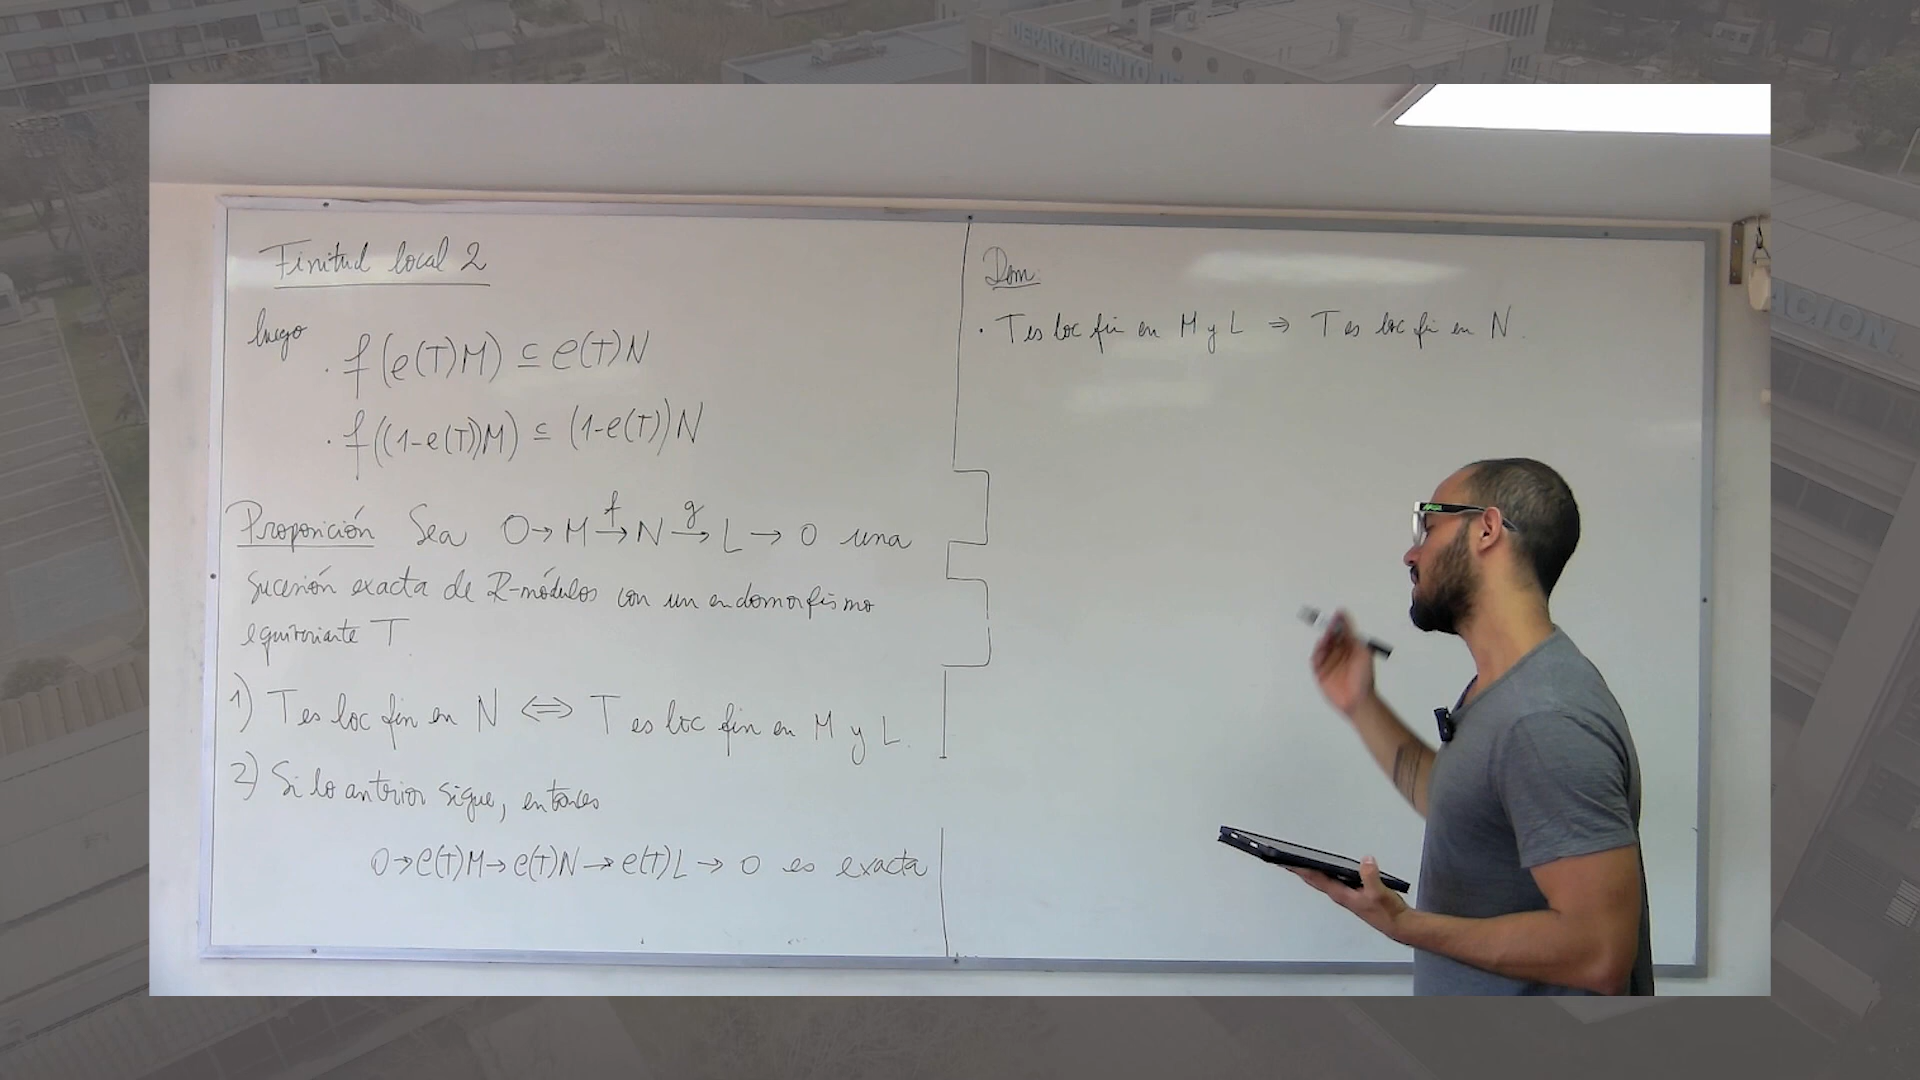 DEPARTAMENTO DE
Finitud local 2
luego
· f(e(T)M) ⊆ e(T)N
· f((1-e(T))M) ⊆ (1-e(T))N
Proposición Sea 0→M→^f N→^g L→0 una
sucesión exacta de R-módulos con un endomorfismo
equivariante T.
1) T es loc fin en N ⇔ T es loc fin en M y L.
2) Si lo anterior sigue, entonces
0→e(T)M→e(T)N→e(T)L→0 es exacta
Dem.
· T es loc fin en M y L ⇒ T es loc fin en N.